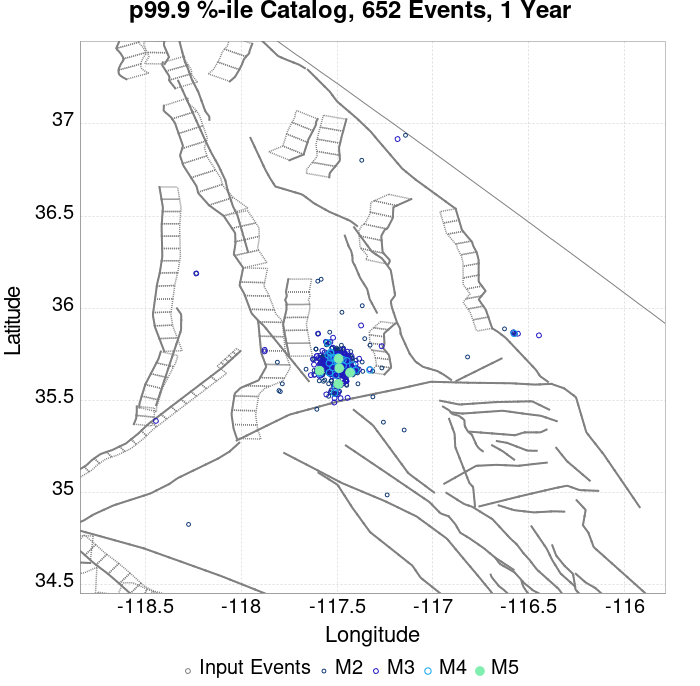 p99.9 %-ile Catalog, 652 Events, 1 Year
37
36.5
36
35.5
35
34.5
Latitude
-118.5 -118 -117.5 -117 -116.5 -116
Longitude
Input Events M2 M3 M4 M5